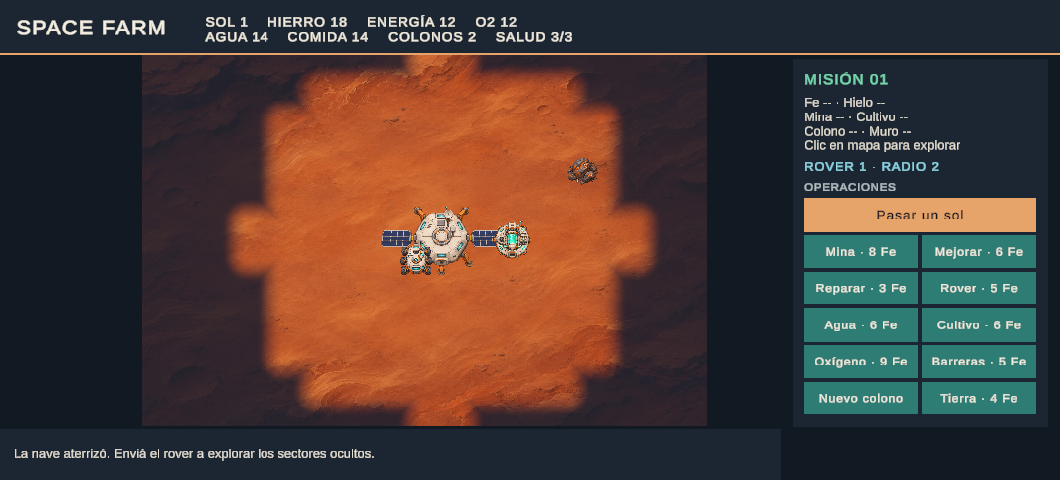 SPACE FARM
SOL 1 HIERRO 18 ENERGÍA 12 O2 12
AGUA 14 COMIDA 14 COLONOS 2 SALUD 3/3
MISIÓN 01
Fe -- · Hielo --
Mina -- · Cultivo --
Colono -- · Muro --
Clic en mapa para explorar
ROVER 1 · RADIO 2
OPERACIONES
Pasar un sol
Mina · 8 Fe
Mejorar · 6 Fe
Reparar · 3 Fe
Rover · 5 Fe
Agua · 6 Fe
Cultivo · 6 Fe
Oxígeno · 9 Fe
Barreras · 5 Fe
Nuevo colono
Tierra · 4 Fe
La nave aterrizó. Enviá el rover a explorar los sectores ocultos.